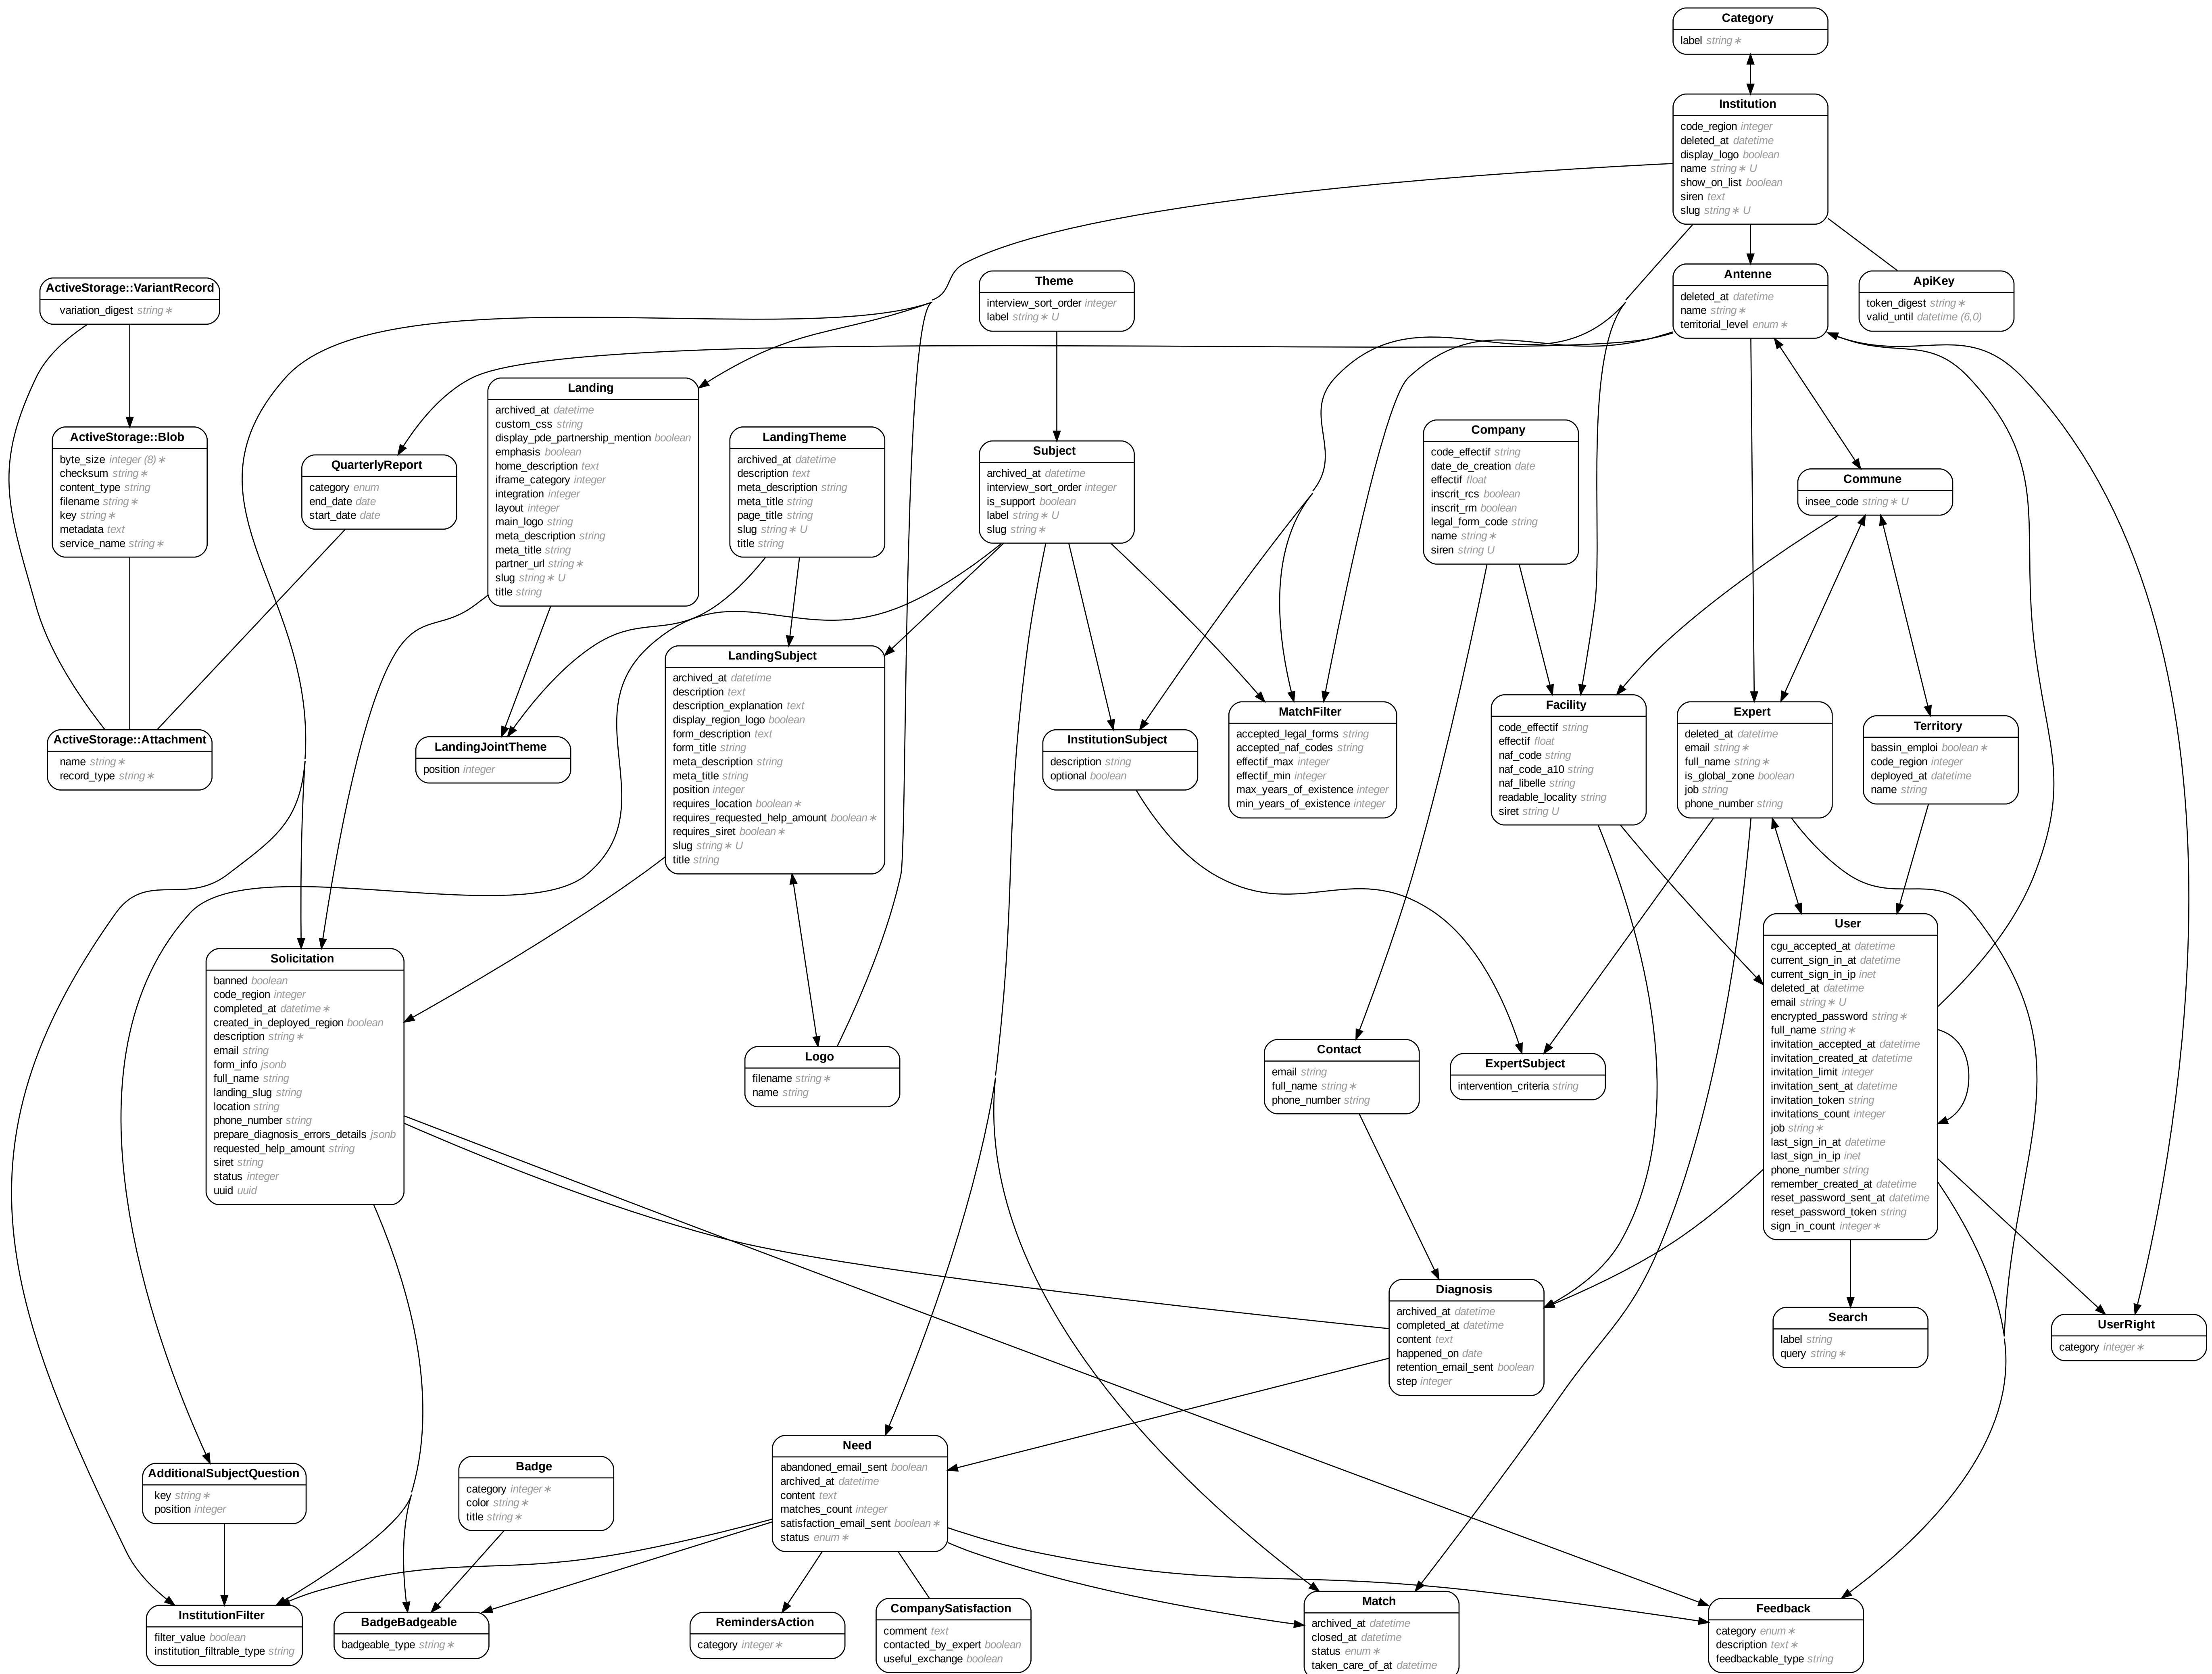 Category
label string∗
Institution
code_region integer
deleted_at datetime
display_logo boolean
name string∗ U
show_on_list boolean
siren text
slug string∗ U
ActiveStorage::VariantRecord
variation_digest string∗
Theme
interview_sort_order integer
label string∗ U
Antenne
deleted_at datetime
name string∗
territorial_level enum∗
ApiKey
token_digest string∗
valid_until datetime (6,0)
ActiveStorage::Blob
byte_size integer (8)∗
checksum string∗
content_type string
filename string∗
key string∗
metadata text
service_name string∗
QuarterlyReport
category enum
end_date date
start_date date
Landing
archived_at datetime
custom_css string
display_pde_partnership_mention boolean
emphasis boolean
home_description text
iframe_category integer
integration integer
layout integer
main_logo string
meta_description string
meta_title string
partner_url string∗
slug string∗ U
title string
LandingTheme
archived_at datetime
description text
meta_description string
meta_title string
page_title string
slug string∗ U
title string
Subject
archived_at datetime
interview_sort_order integer
is_support boolean
label string∗ U
slug string∗
Company
code_effectif string
date_de_creation date
effectif float
inscrit_rcs boolean
inscrit_rm boolean
legal_form_code string
name string∗
siren string U
Commune
insee_code string∗ U
ActiveStorage::Attachment
name string∗
record_type string∗
LandingJointTheme
position integer
LandingSubject
archived_at datetime
description text
description_explanation text
display_region_logo boolean
form_description text
form_title string
meta_description string
meta_title string
position integer
requires_location boolean∗
requires_requested_help_amount boolean∗
requires_siret boolean∗
slug string∗ U
title string
InstitutionSubject
description string
optional boolean
MatchFilter
accepted_legal_forms string
accepted_naf_codes string
effectif_max integer
effectif_min integer
max_years_of_existence integer
min_years_of_existence integer
Facility
code_effectif string
effectif float
naf_code string
naf_code_a10 string
naf_libelle string
readable_locality string
siret string U
Expert
deleted_at datetime
email string∗
full_name string∗
is_global_zone boolean
job string
phone_number string
Territory
bassin_emploi boolean∗
code_region integer
deployed_at datetime
name string
Solicitation
banned boolean
code_region integer
completed_at datetime∗
created_in_deployed_region boolean
description string∗
email string
form_info jsonb
full_name string
landing_slug string
location string
phone_number string
prepare_diagnosis_errors_details jsonb
requested_help_amount string
siret string
status integer
uuid uuid
Logo
filename string∗
name string
Contact
email string
full_name string∗
phone_number string
ExpertSubject
intervention_criteria string
User
cgu_accepted_at datetime
current_sign_in_at datetime
current_sign_in_ip inet
deleted_at datetime
email string∗ U
encrypted_password string∗
full_name string∗
invitation_accepted_at datetime
invitation_created_at datetime
invitation_limit integer
invitation_sent_at datetime
invitation_token string
invitations_count integer
job string∗
last_sign_in_at datetime
last_sign_in_ip inet
phone_number string
remember_created_at datetime
reset_password_sent_at datetime
reset_password_token string
sign_in_count integer∗
Diagnosis
archived_at datetime
completed_at datetime
content text
happened_on date
retention_email_sent boolean
step integer
Search
label string
query string∗
UserRight
category integer∗
AdditionalSubjectQuestion
key string∗
position integer
Badge
category integer∗
color string∗
title string∗
Need
abandoned_email_sent boolean
archived_at datetime
content text
matches_count integer
satisfaction_email_sent boolean∗
status enum∗
InstitutionFilter
filter_value boolean
institution_filtrable_type string
BadgeBadgeable
badgeable_type string∗
RemindersAction
category integer∗
CompanySatisfaction
comment text
contacted_by_expert boolean
useful_exchange boolean
Match
archived_at datetime
closed_at datetime
status enum∗
taken_care_of_at datetime
Feedback
category enum∗
description text∗
feedbackable_type string